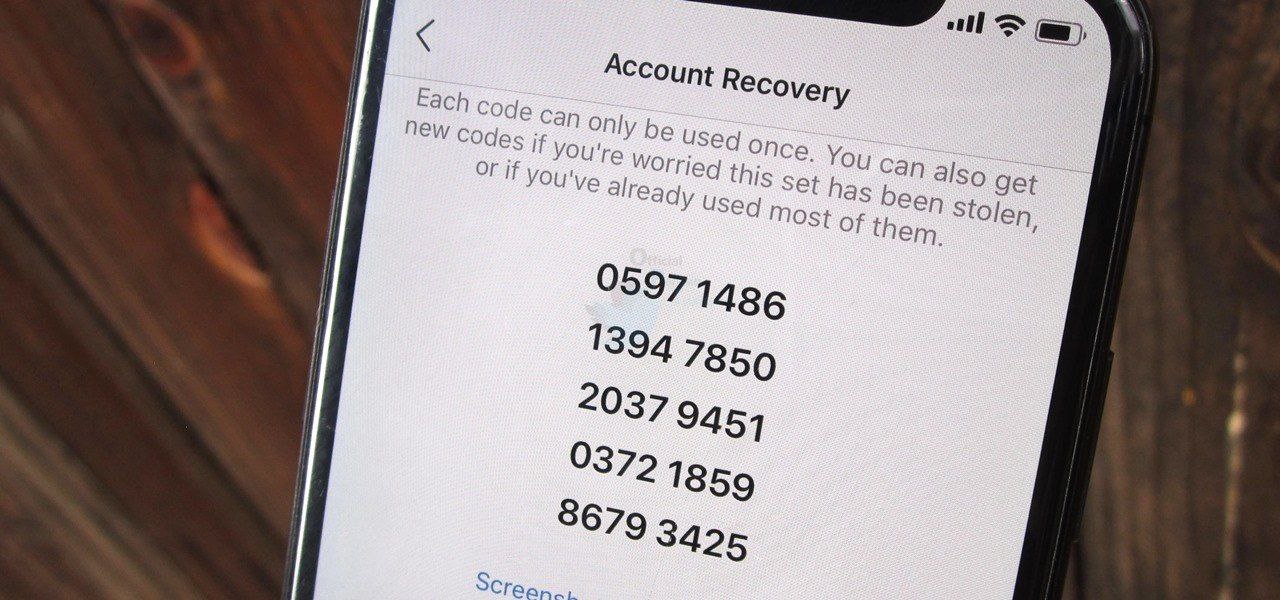 Account Recovery
Each code can only be used once. You can also get
new codes if you're worried this set has been stolen,
or if you've already used most of them.
Official
0597 1486
1394 7850
2037 9451
0372 1859
8679 3425